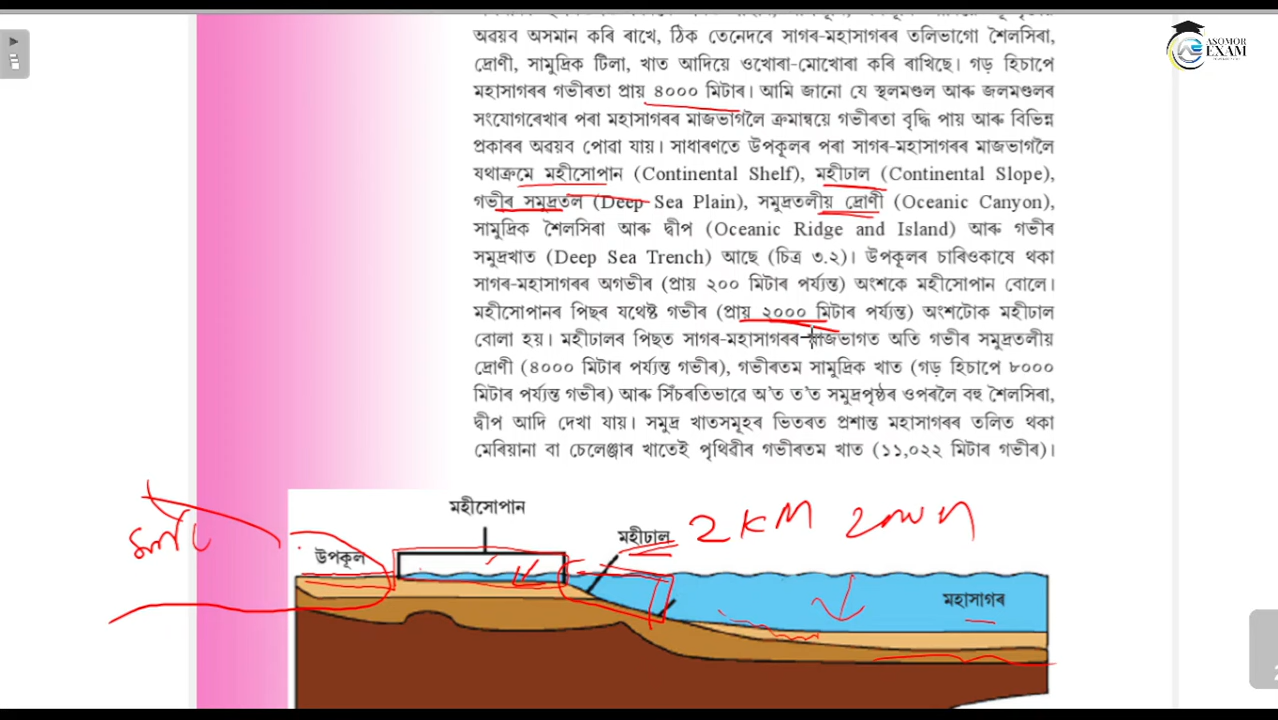 অৱয়ব অসমান কৰি ৰাখে, ঠিক তেনেদৰে সাগৰ-মহাসাগৰৰ তলিভাগো শৈলসিৰা,
দ্ৰোণী, সামুদ্ৰিক টিলা, খাত আদিয়ে ওখোৰা-মোখোৰা কৰি ৰাখিছে। গড় হিচাপে
মহাসাগৰৰ গভীৰতা প্ৰায় ৪০০০ মিটাৰ। আমি জানো যে স্থলমণ্ডল আৰু জলমণ্ডলৰ
সংযোগৰেখাৰ পৰা মহাসাগৰৰ মাজভাগলৈ ক্ৰমান্বয়ে গভীৰতা বৃদ্ধি পায় আৰু বিভিন্ন
প্ৰকাৰৰ অৱয়ব পোৱা যায়। সাধাৰণতে উপকূলৰ পৰা সাগৰ-মহাসাগৰৰ মাজভাগলৈ
যথাক্ৰমে মহীসোপান (Continental Shelf), মহীঢাল (Continental Slope),
গভীৰ সমুদ্ৰতল (Deep Sea Plain), সমুদ্ৰতলীয় দ্ৰোণী (Oceanic Canyon),
সামুদ্ৰিক শৈলসিৰা আৰু দ্বীপ (Oceanic Ridge and Island) আৰু গভীৰ
সমুদ্ৰখাত (Deep Sea Trench) আছে (চিত্ৰ ৩.২)। উপকূলৰ চাৰিওকাষে থকা
সাগৰ-মহাসাগৰৰ অগভীৰ (প্ৰায় ২০০ মিটাৰ পৰ্য্যন্ত) অংশকে মহীসোপান বোলে।
মহীসোপানৰ পিছৰ যথেষ্ট গভীৰ (প্ৰায় ২০০০ মিটাৰ পৰ্য্যন্ত) অংশটোক মহীঢাল
বোলা হয়। মহীঢালৰ পিছত সাগৰ-মহাসাগৰৰ মাজভাগত অতি গভীৰ সমুদ্ৰতলীয়
দ্ৰোণী (৪০০০ মিটাৰ পৰ্য্যন্ত গভীৰ), গভীৰতম সামুদ্ৰিক খাত (গড় হিচাপে ৮০০০
মিটাৰ পৰ্য্যন্ত গভীৰ) আৰু সিঁচৰতিভাৱে অ'ত ত'ত সমুদ্ৰপৃষ্ঠৰ ওপৰলৈ বহু শৈলসিৰা,
দ্বীপ আদি দেখা যায়। সমুদ্ৰ খাতসমূহৰ ভিতৰত প্ৰশান্ত মহাসাগৰৰ তলিত থকা
মেৰিয়ানা বা চেলেঞ্জাৰ খাতেই পৃথিৱীৰ গভীৰতম খাত (১১,০২২ মিটাৰ গভীৰ)।
ASOMOR
EXAM
মহীসোপান
মহীঢাল
2 KM
উপকূল
মহাসাগৰ